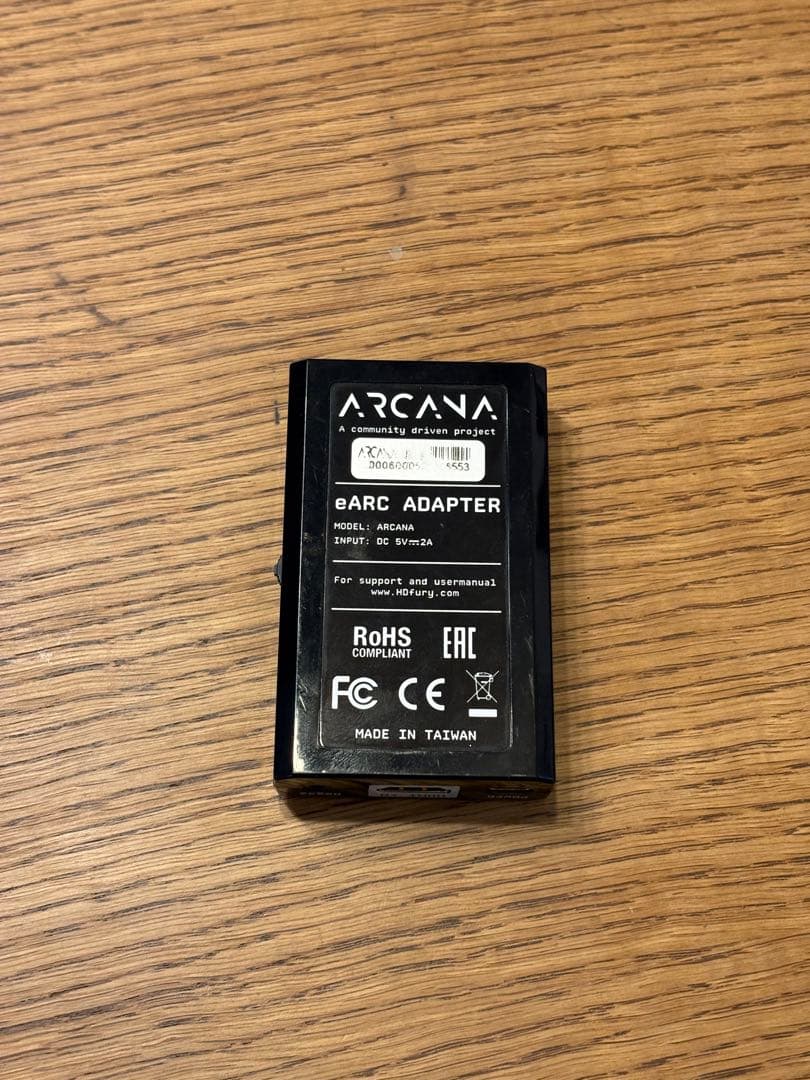 ARCANA
A community driven project
ARCANA
eARC ADAPTER
MODEL: ARCANA
INPUT: DC 5V⎓2A
For support and usermanual
www.HDfury.com
RoHS
COMPLIANT
EAC
FC CE
MADE IN TAIWAN